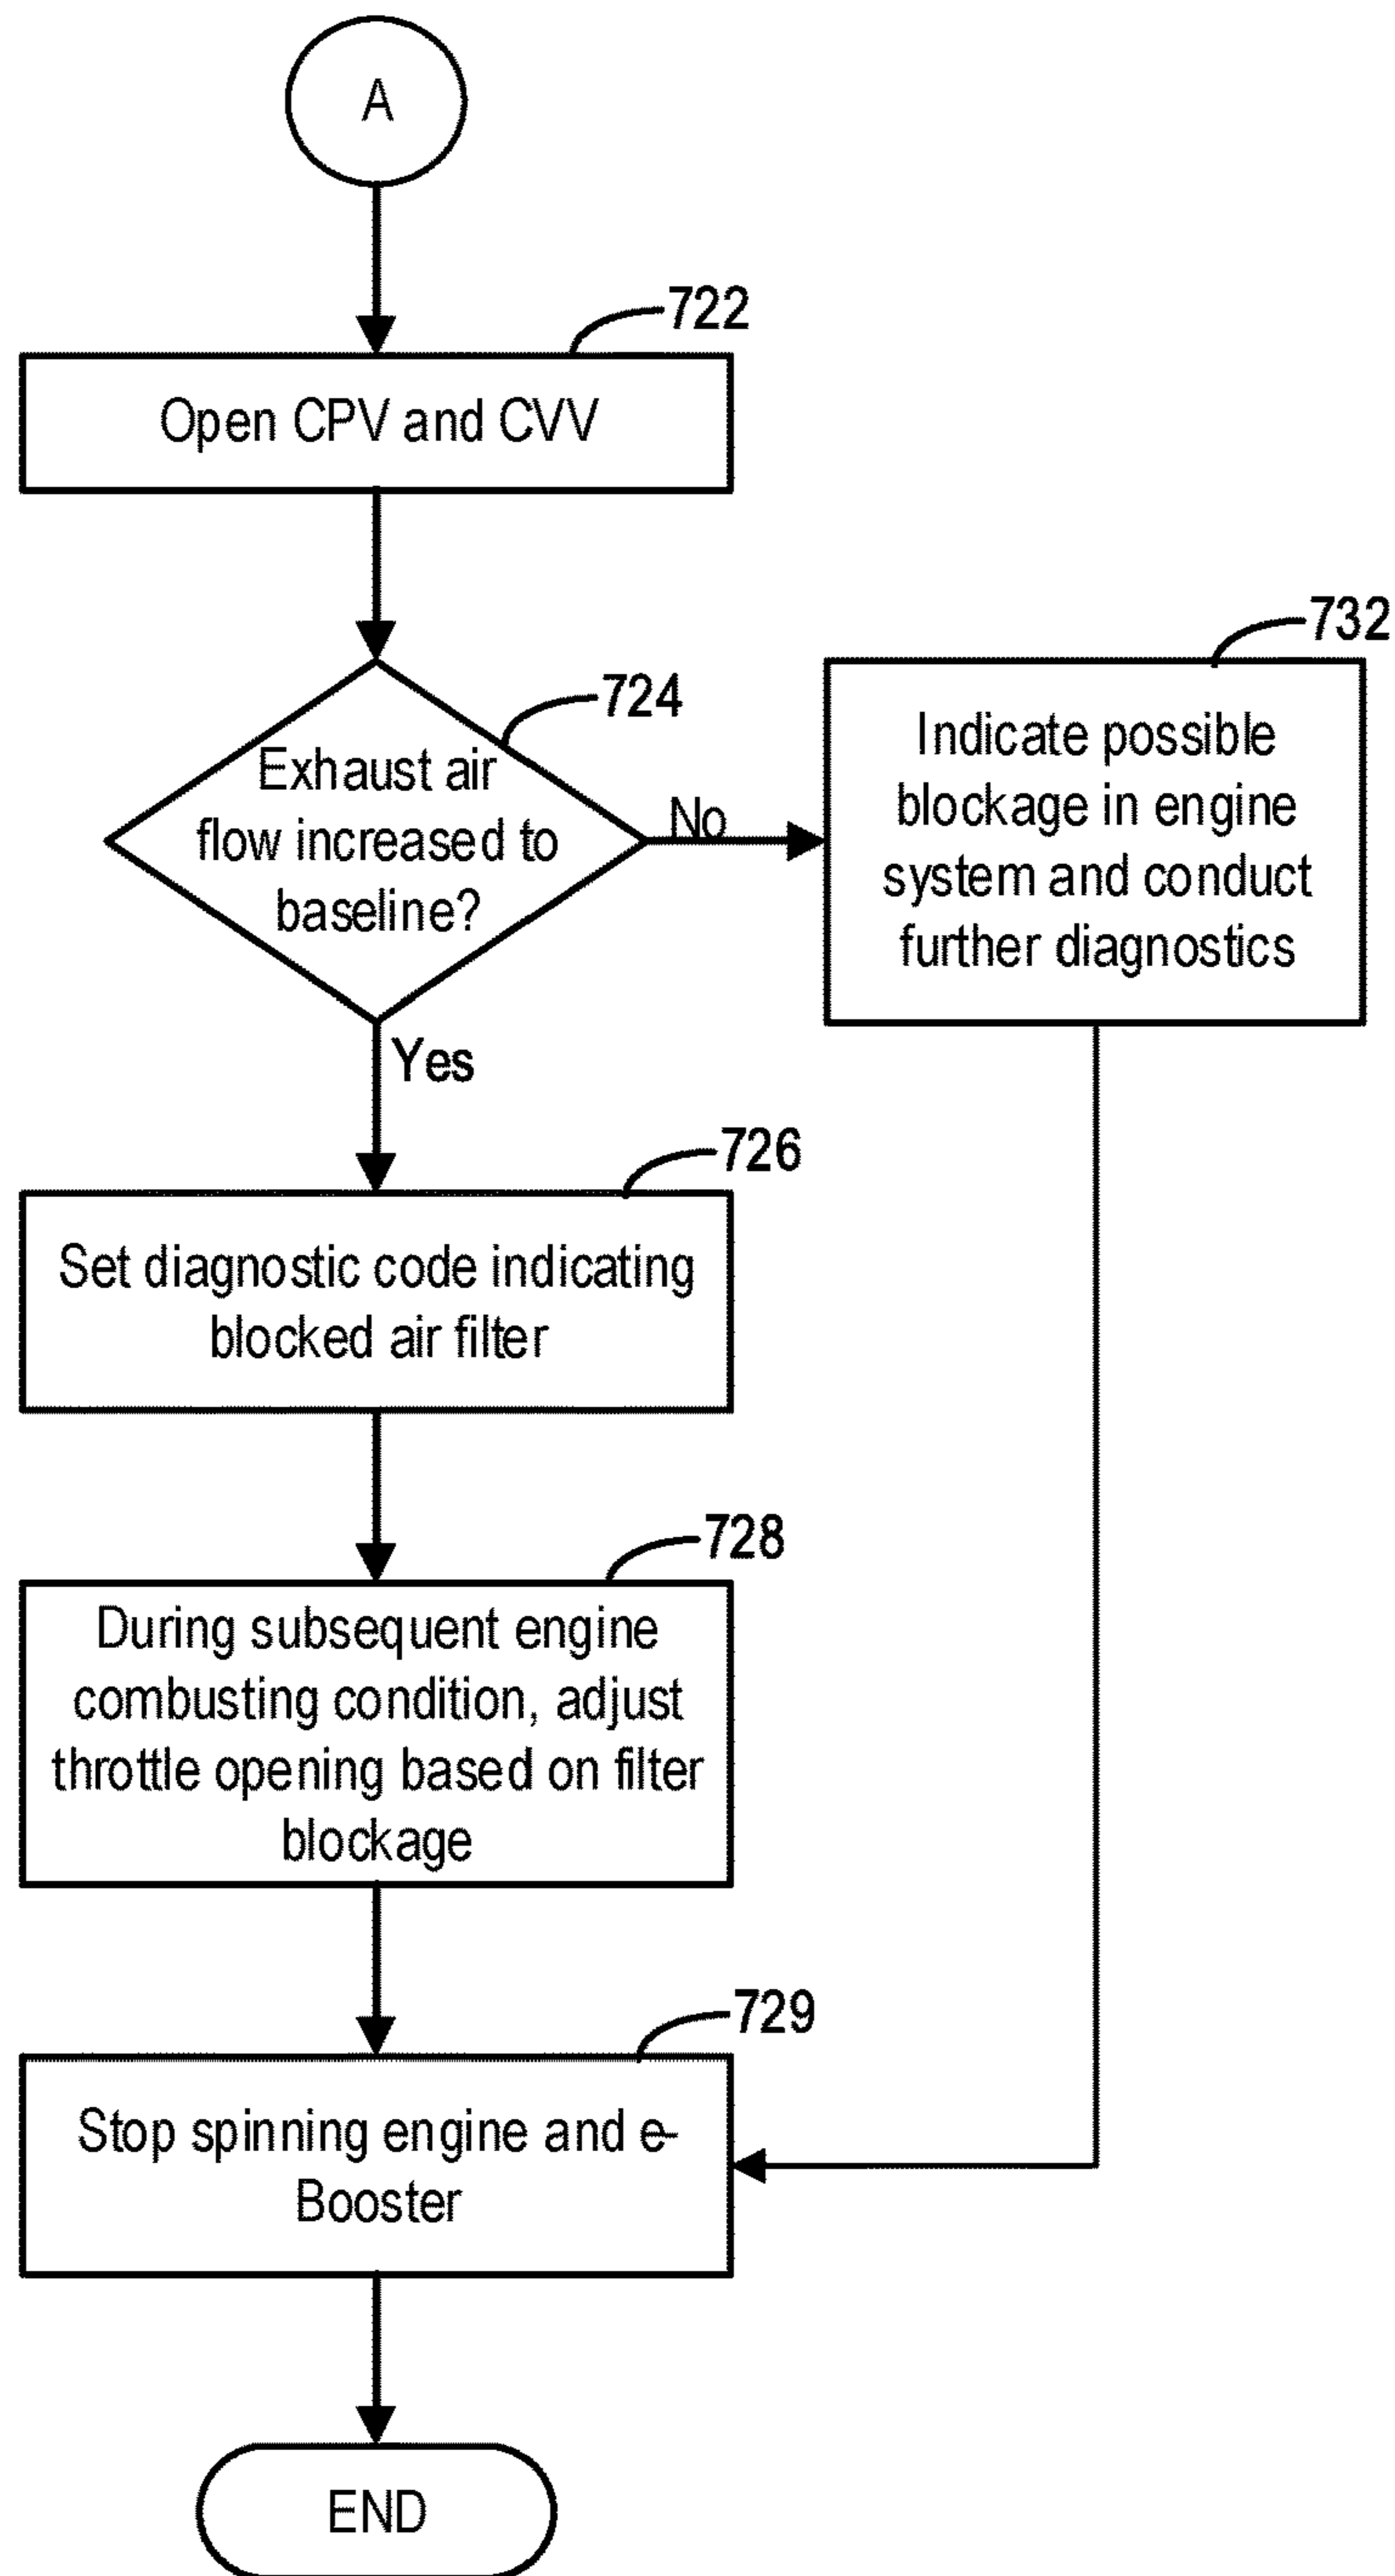 A
722
Open CPV and CVV
724
Exhaust air
flow increased to
baseline?
No
732
Indicate possible
blockage in engine
system and conduct
further diagnostics
Yes
726
Set diagnostic code indicating
blocked air filter
728
During subsequent engine
combusting condition, adjust
throttle opening based on filter
blockage
729
Stop spinning engine and e-
Booster
END